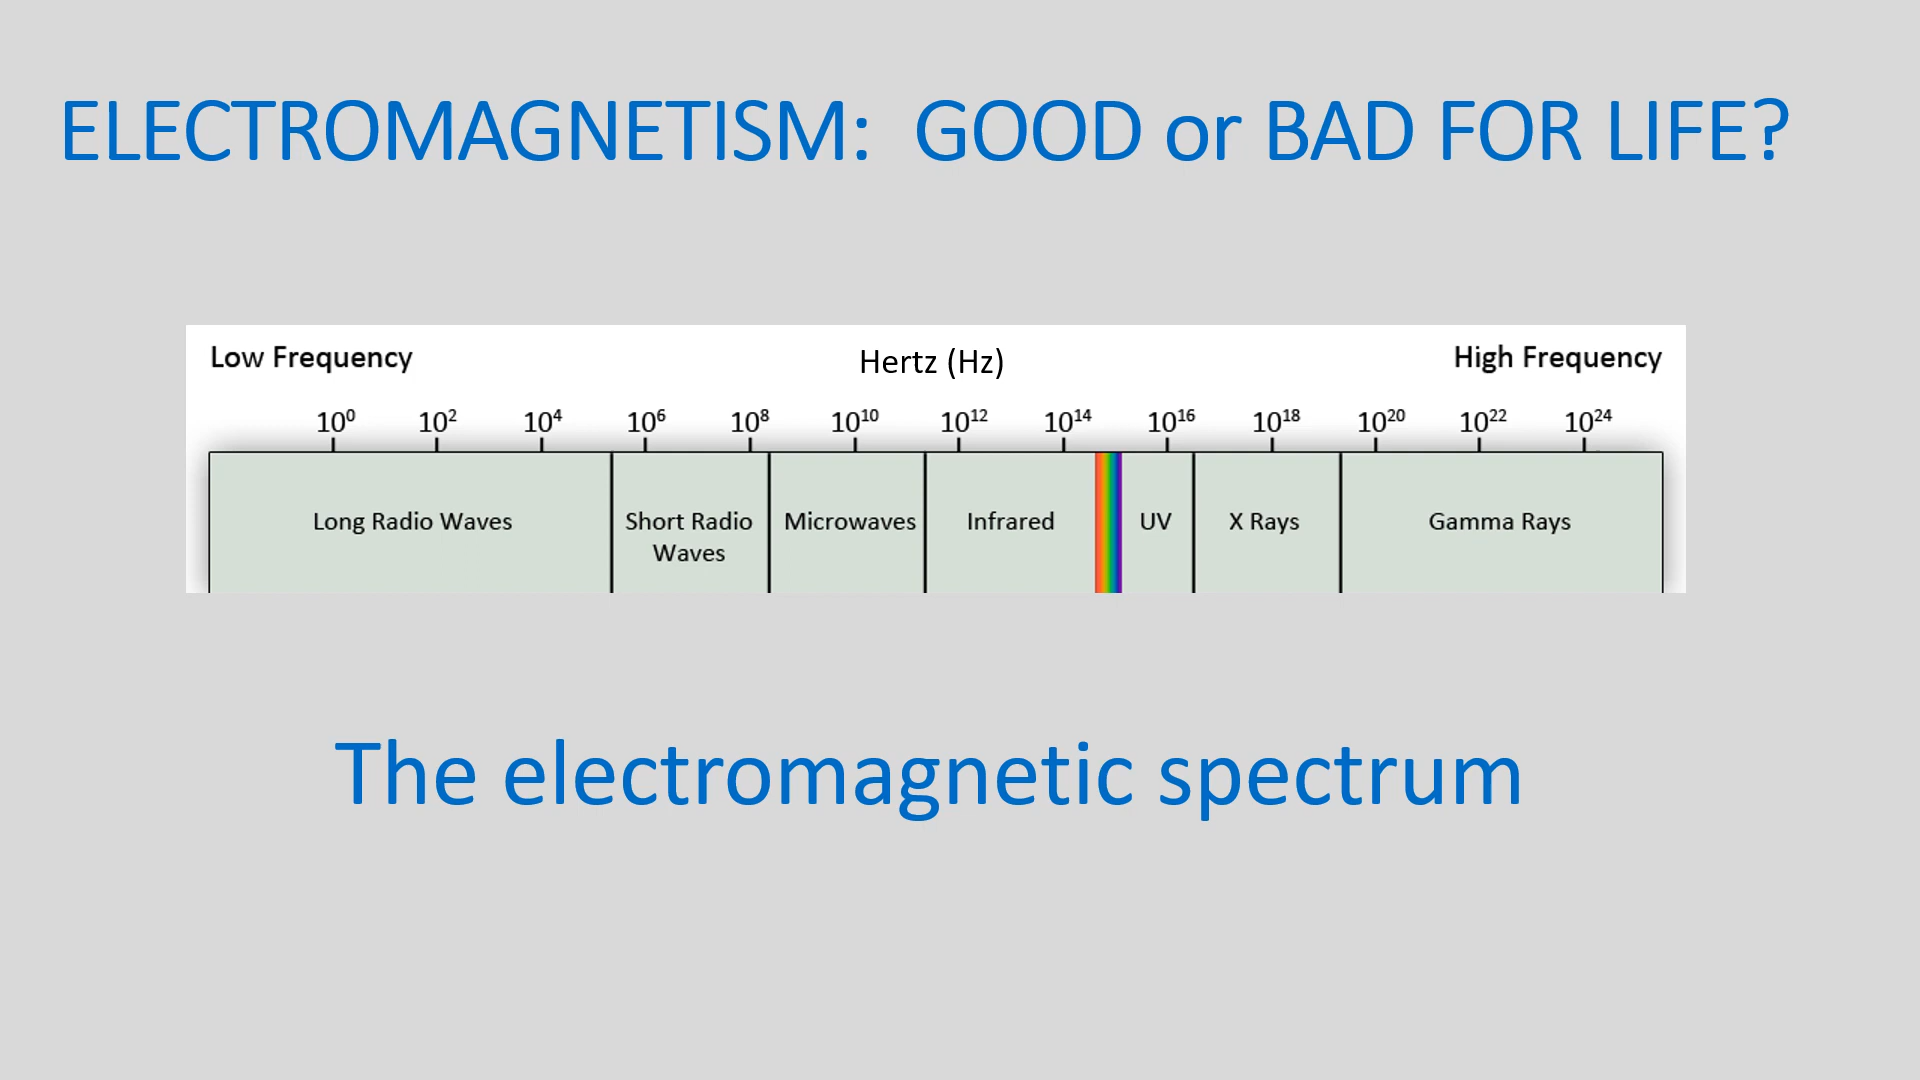 ELECTROMAGNETISM:  GOOD or BAD FOR LIFE?
Low Frequency Hertz (Hz) High Frequency
10⁰ 10² 10⁴ 10⁶ 10⁸ 10¹⁰ 10¹² 10¹⁴ 10¹⁶ 10¹⁸ 10²⁰ 10²² 10²⁴
Long Radio Waves Short Radio Microwaves Infrared UV X Rays Gamma Rays
Waves
The electromagnetic spectrum